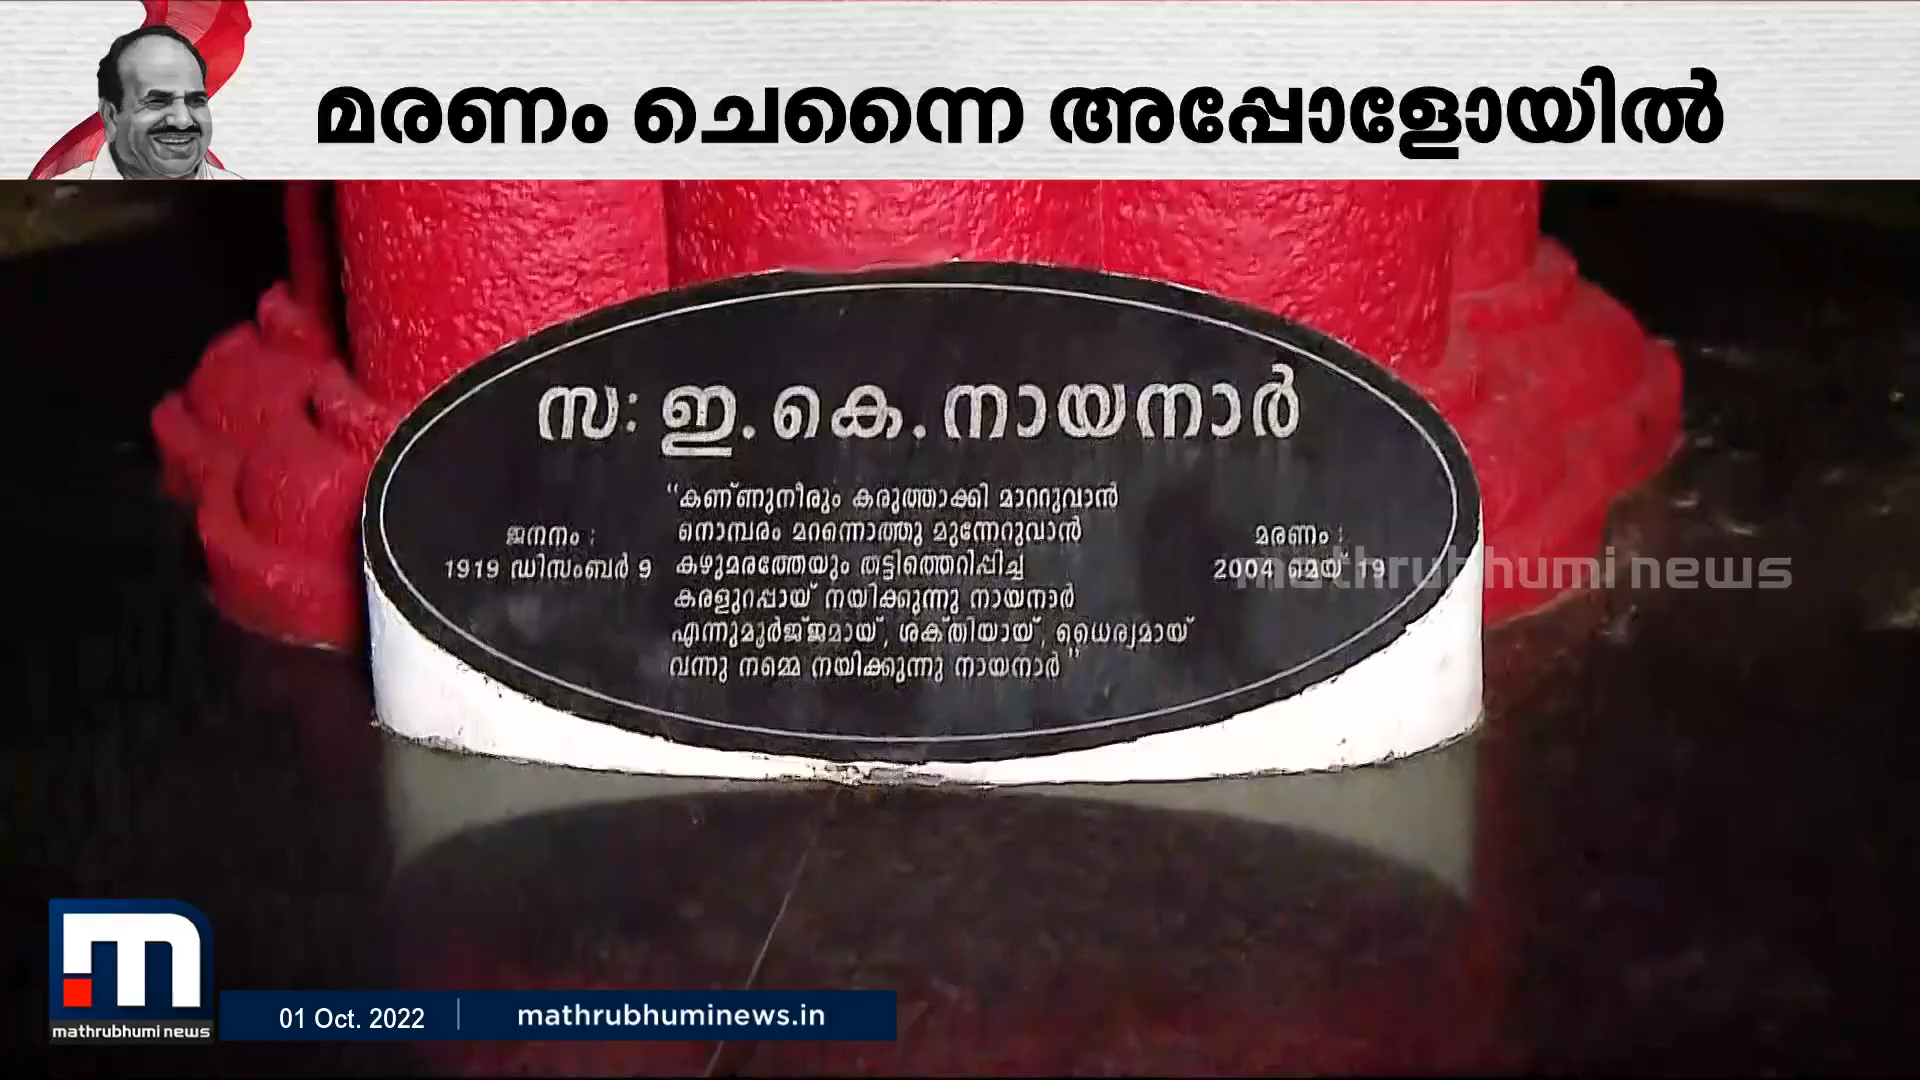 മരണം ചെന്നൈ അപ്പോളോയിൽ
സ: ഇ. കെ. നായനാർ
“കണ്ണുനീരും കരുത്താക്കി മാററുവാൻ
നൊമ്പരം മറന്നൊത്തു മുന്നേറുവാൻ
കഴുമരത്തേയും തട്ടിത്തെറിപ്പിച്ച്
കരളുറപ്പായ് നയിക്കുന്നു നായനാർ
എന്നുമൂർജ്ജമായ്, ശക്തിയായ്, ധൈര്യമായ്
വന്നു നമ്മെ നയിക്കുന്നു നായനാർ”
ജനനം :
1919 ഡിസംബർ 9
മരണം :
2004 മെയ് 19
mathrubhumi news
mathrubhumi news
01 Oct. 2022
mathrubhuminews.in